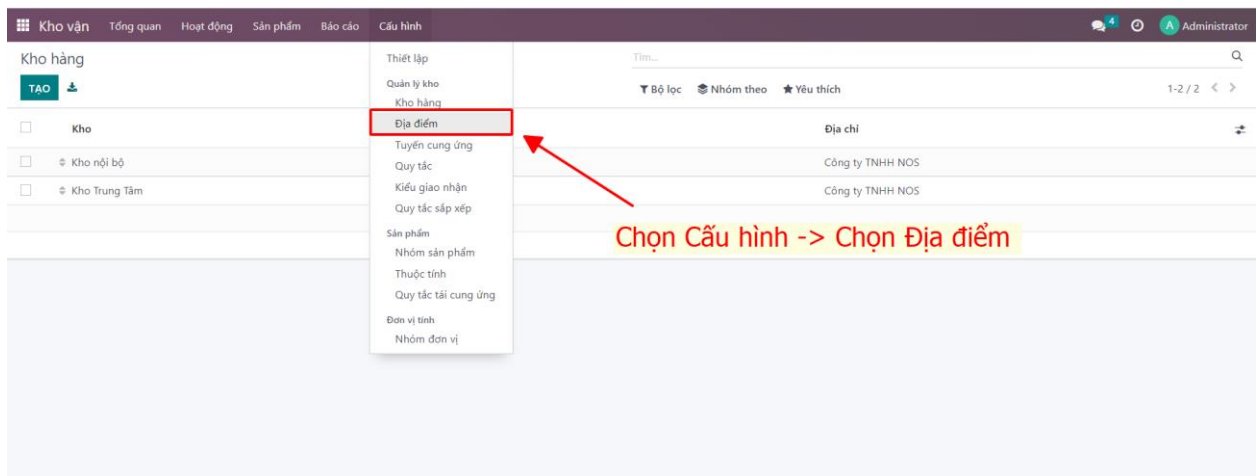 Kho vận Tổng quan Hoạt động Sản phẩm Báo cáo Cấu hình 4 A Administrator
Kho hàng
Tìm...
TẠO
Bộ lọc Nhóm theo Yêu thích 1-2 / 2
Kho Địa chỉ
Kho nội bộ Công ty TNHH NOS
Kho Trung Tâm Công ty TNHH NOS
Thiết lập
Quản lý kho
Kho hàng
Địa điểm
Tuyến cung ứng
Quy tắc
Kiểu giao nhận
Quy tắc sắp xếp
Sản phẩm
Nhóm sản phẩm
Thuộc tính
Quy tắc tái cung ứng
Đơn vị tính
Nhóm đơn vị
Chọn Cấu hình -> Chọn Địa điểm